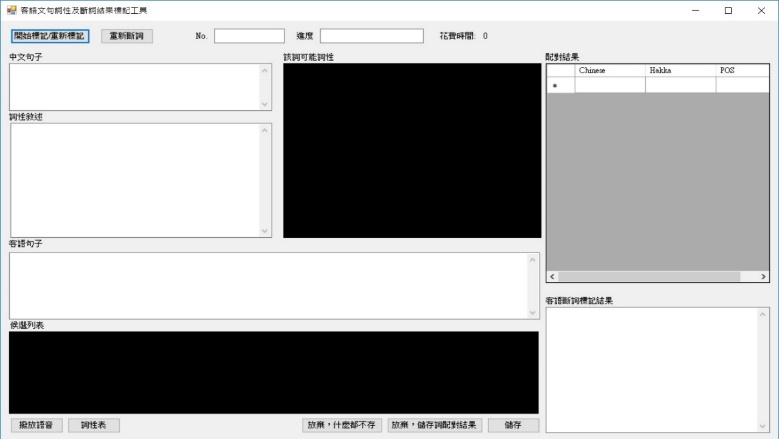 客語文句詞性及斷詞結果標記工具
開始標記/重新標記 重新斷詞 No. 進度 花費時間: 0
中文句子 該詞可能詞性 配對結果
Chinese Hakka POS
*
詞性敘述
客語句子
客語斷詞標記結果
候選列表
撥放語音 詞性表 放棄，什麼都不存 放棄，儲存詞配對結果 儲存